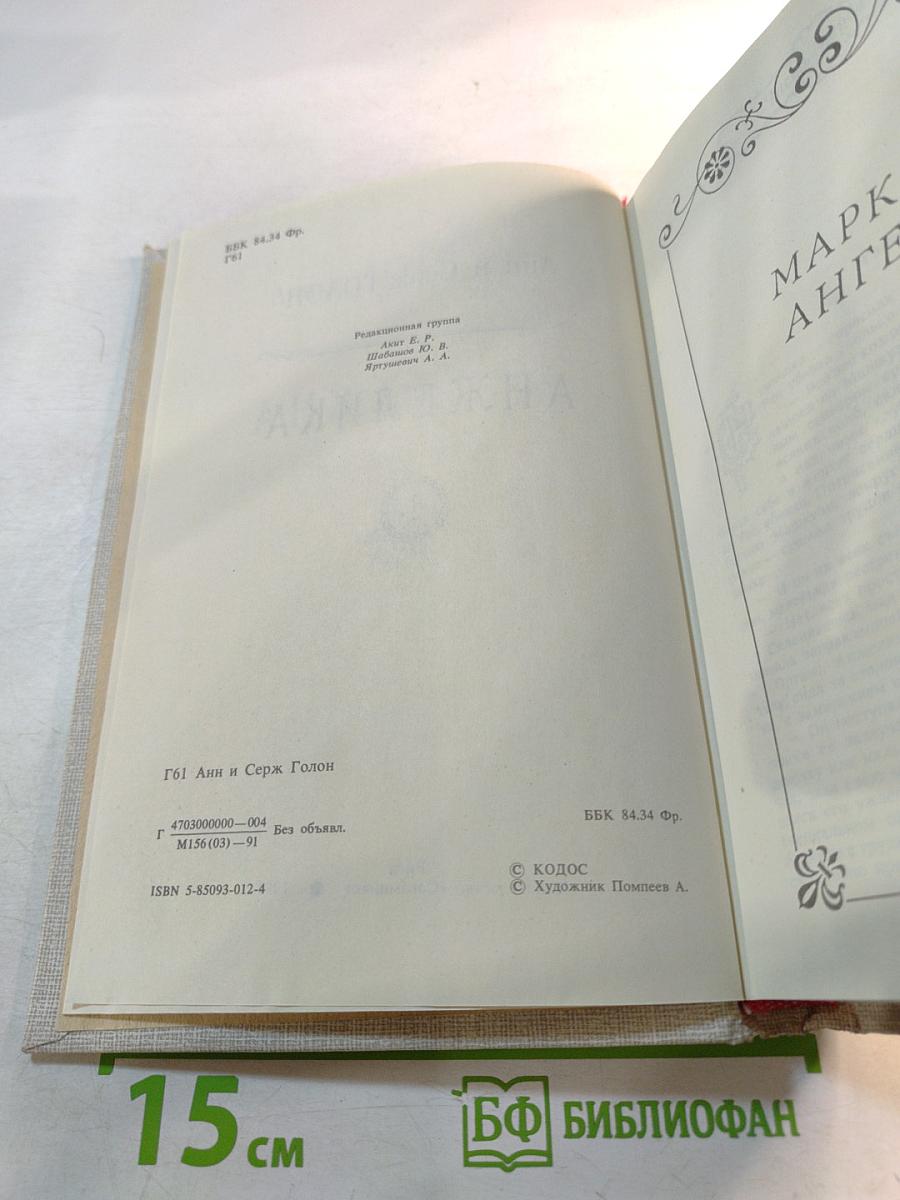 ББК 84.34 Фр.
Г61
Редакционная группа
Акит Е. Р.
Шабашов Ю. В.
Яртушевич А. А.
АНЖЕЛИКА
Г61 Анн и Серж Голон
Г 4703000000—004
М156(03)—91
Без объявл.
ISBN 5-85093-012-4
ББК 84.34 Фр.
© КОДОС
© Художник Помпеев А.
МАРК
АНГЕ
15 см
БФ БИБЛИОФАН